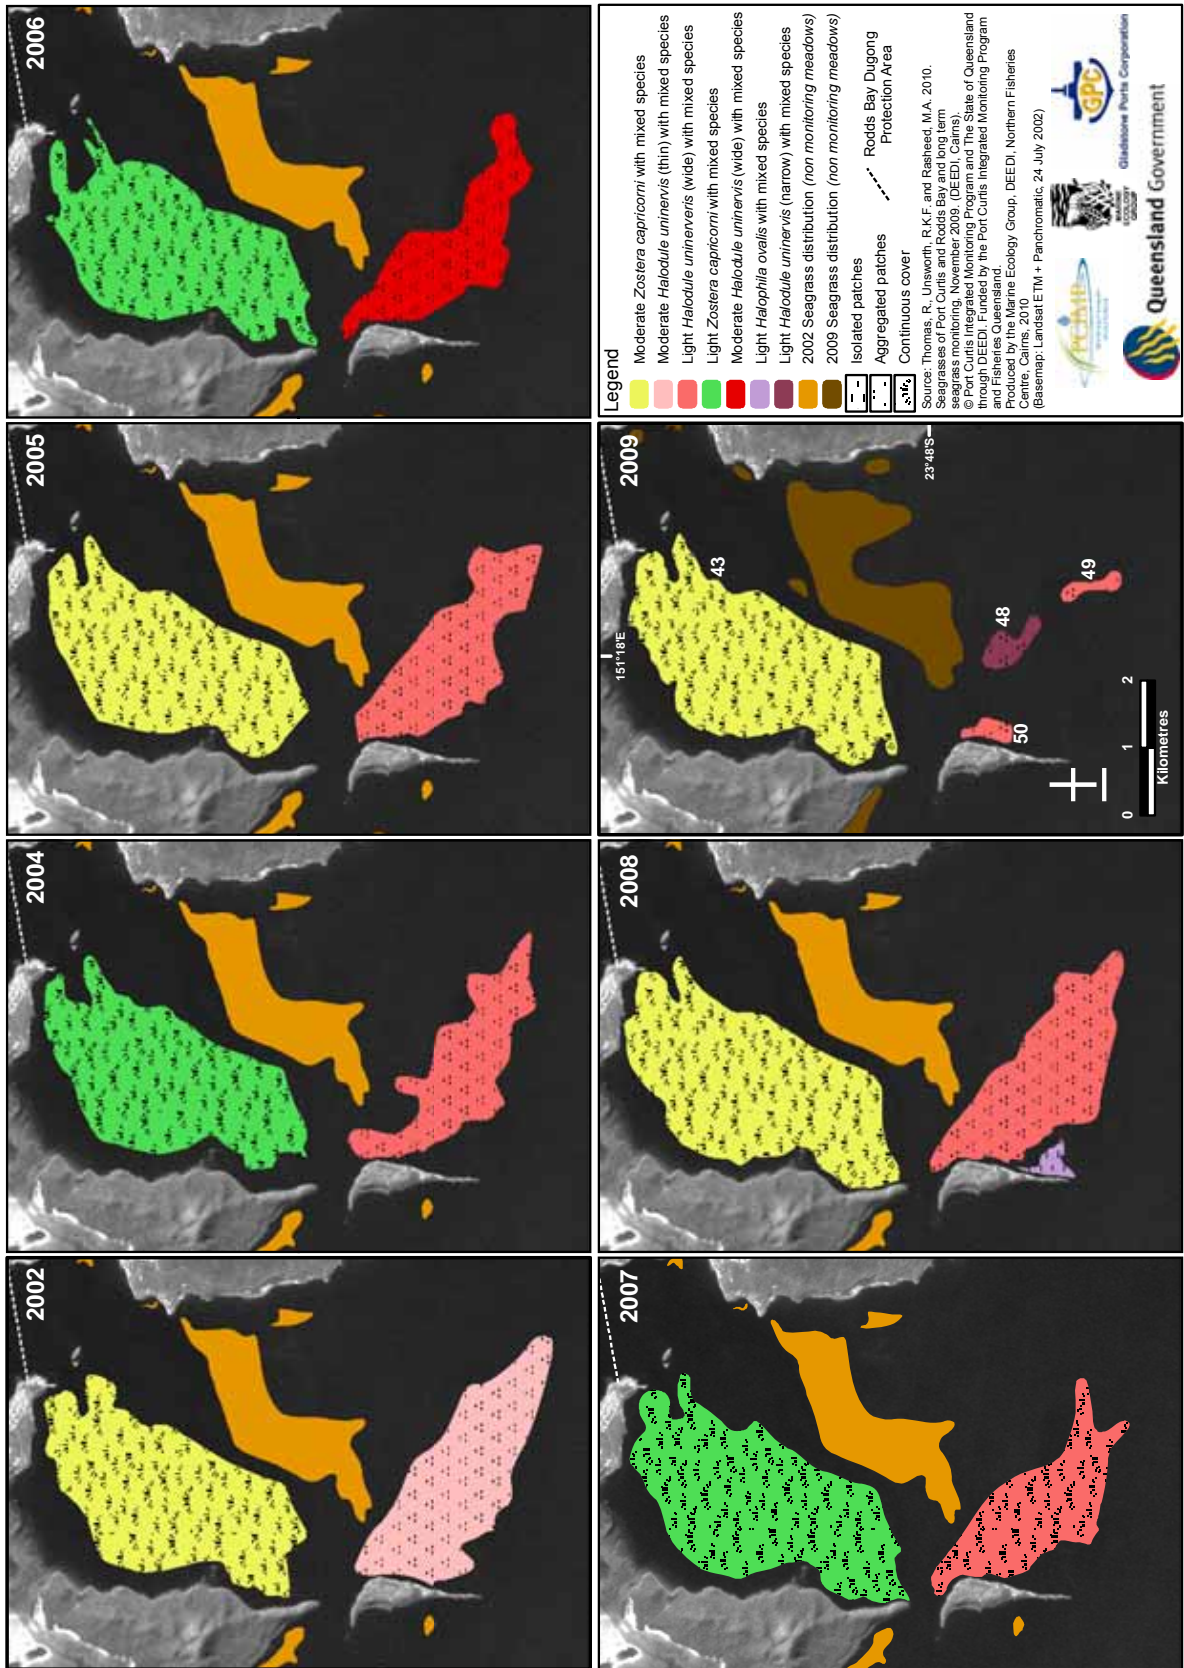 2002
2004
2005
2006
2007
2008
2009
151°18'E
23°48'S
43
48
49
50
0 1 2
Kilometres
Legend
Moderate Zostera capricorni with mixed species
Moderate Halodule uninervis (thin) with mixed species
Light Halodule uninerveris (wide) with mixed species
Light Zostera capricorni with mixed species
Moderate Halodule uninervis (wide) with mixed species
Light Halophila ovalis with mixed species
Light Halodule uninervis (narrow) with mixed species
2002 Seagrass distribution (non monitoring meadows)
2009 Seagrass distribution (non monitoring meadows)
Isolated patches
Aggregated patches
Continuous cover
Rodds Bay Dugong
Protection Area
Source: Thomas, R., Unsworth, R.K.F. and Rasheed, M.A. 2010.
Seagrasses of Port Curtis and Rodds Bay and long term
seagrass monitoring, November 2009. (DEEDI, Cairns).
© Port Curtis Integrated Monitoring Program and The State of Queensland
through DEEDI. Funded by the Port Curtis Integrated Monitoring Program
and Fisheries Queensland.
Produced by the Marine Ecology Group, DEEDI, Northern Fisheries
Centre, Cairns, 2010
(Basemap: Landsat ETM + Panchromatic, 24 July 2002)
PCIMP
MARINE
ECOLOGY
GROUP
GPC
Gladstone Ports Corporation
Queensland Government